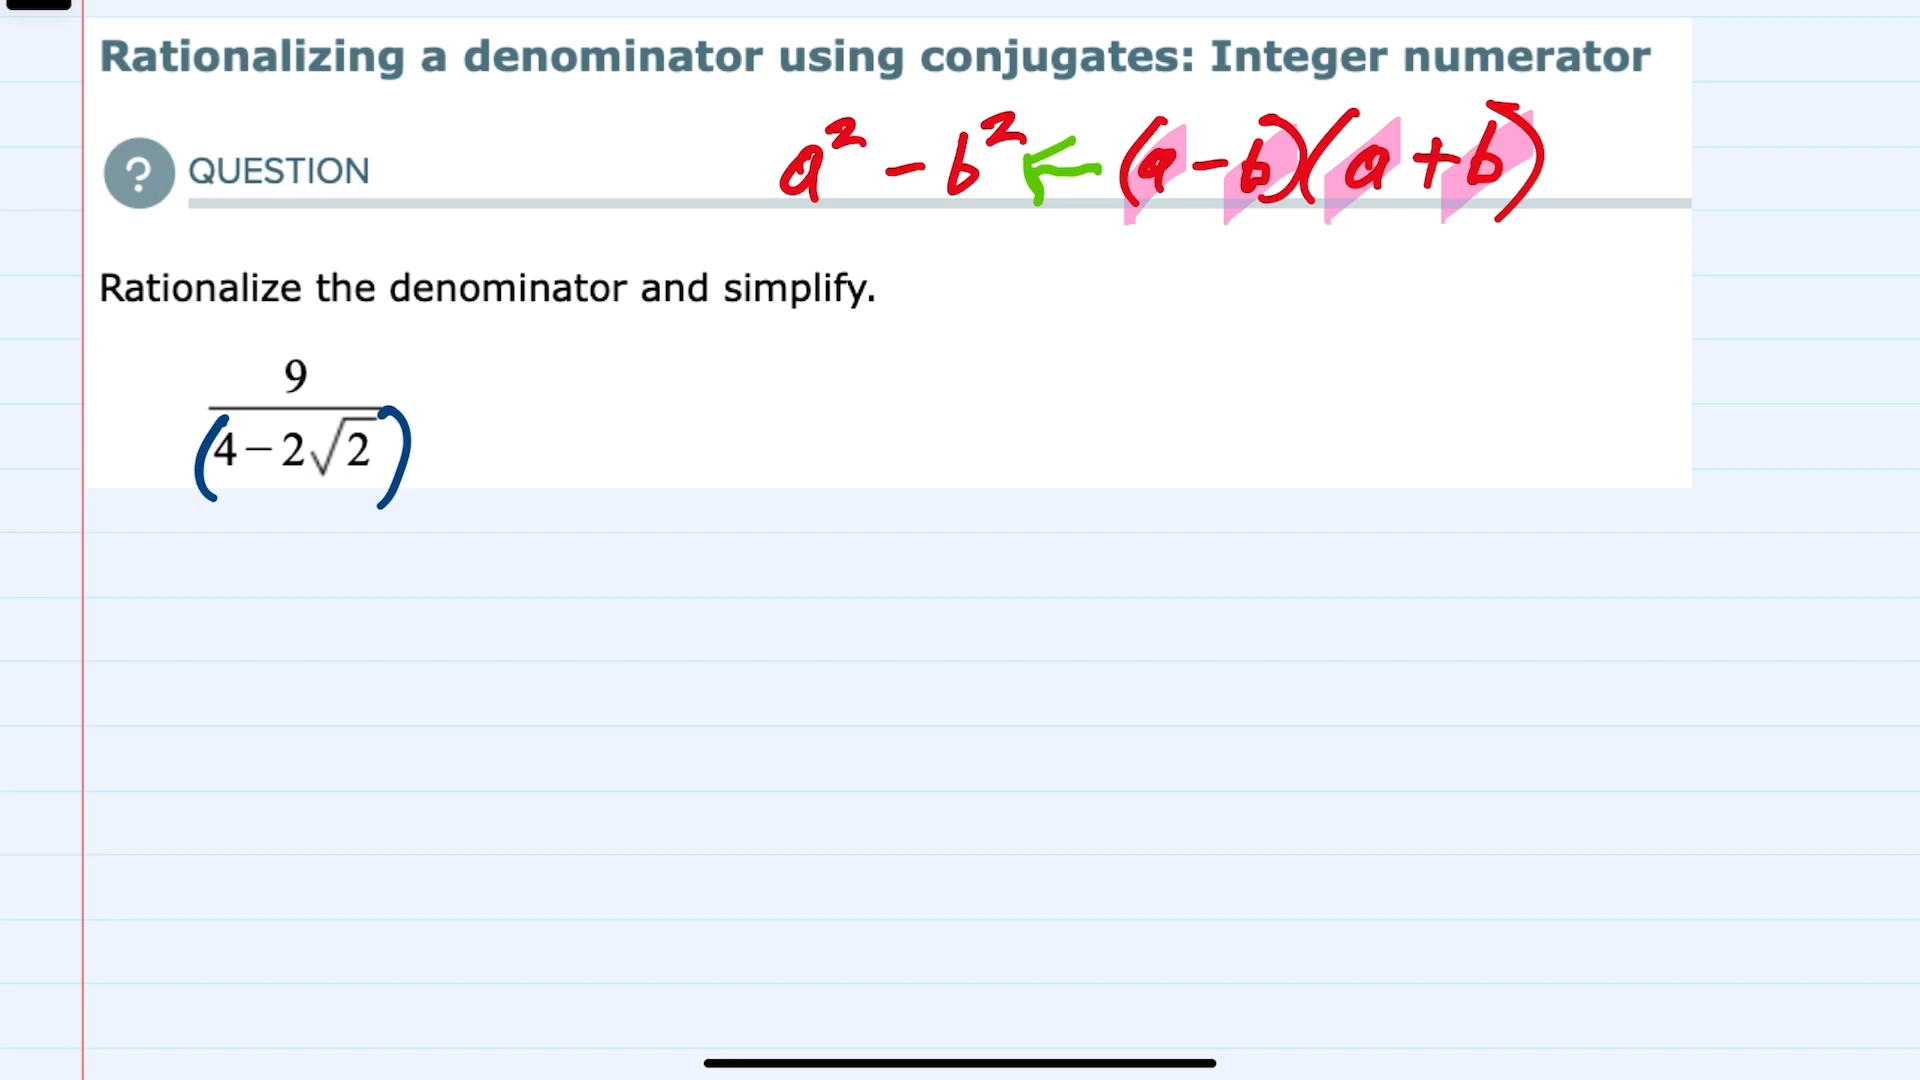 Rationalizing a denominator using conjugates: Integer numerator
? QUESTION
a² - b² ← (a-b)(a+b)
Rationalize the denominator and simplify.
9
(4-2√2)